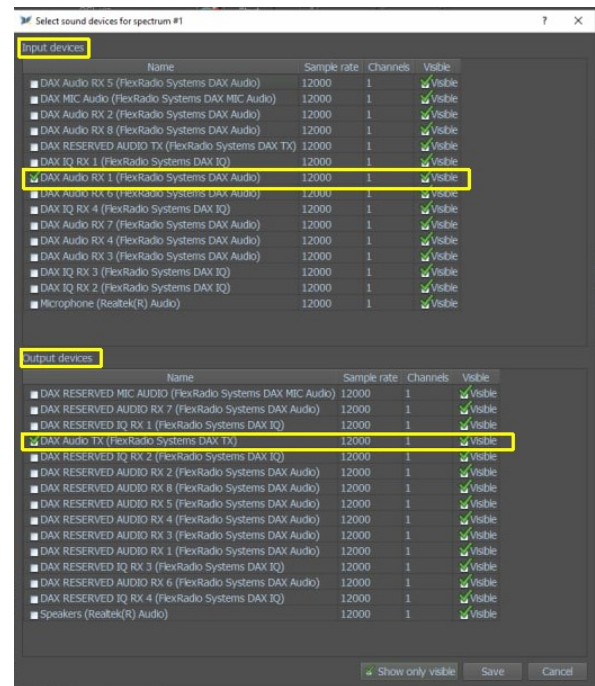 Select sound devices for spectrum #1 ? ×
Input devices
Name Sample rate Channels Visible
DAX Audio RX 5 (FlexRadio Systems DAX Audio) 12000 1 Visible
DAX MIC Audio (FlexRadio Systems DAX MIC Audio) 12000 1 Visible
DAX Audio RX 2 (FlexRadio Systems DAX Audio) 12000 1 Visible
DAX Audio RX 8 (FlexRadio Systems DAX Audio) 12000 1 Visible
DAX RESERVED AUDIO TX (FlexRadio Systems DAX TX) 12000 1 Visible
DAX IQ RX 1 (FlexRadio Systems DAX IQ) 12000 1 Visible
DAX Audio RX 1 (FlexRadio Systems DAX Audio) 12000 1 Visible
DAX Audio RX 6 (FlexRadio Systems DAX Audio) 12000 1 Visible
DAX IQ RX 4 (FlexRadio Systems DAX IQ) 12000 1 Visible
DAX Audio RX 7 (FlexRadio Systems DAX Audio) 12000 1 Visible
DAX Audio RX 4 (FlexRadio Systems DAX Audio) 12000 1 Visible
DAX Audio RX 3 (FlexRadio Systems DAX Audio) 12000 1 Visible
DAX IQ RX 3 (FlexRadio Systems DAX IQ) 12000 1 Visible
DAX IQ RX 2 (FlexRadio Systems DAX IQ) 12000 1 Visible
Microphone (Realtek(R) Audio) 12000 1 Visible
Output devices
Name Sample rate Channels Visible
DAX RESERVED MIC AUDIO (FlexRadio Systems DAX MIC Audio) 12000 1 Visible
DAX RESERVED AUDIO RX 7 (FlexRadio Systems DAX Audio) 12000 1 Visible
DAX RESERVED IQ RX 1 (FlexRadio Systems DAX IQ) 12000 1 Visible
DAX Audio TX (FlexRadio Systems DAX TX) 12000 1 Visible
DAX RESERVED IQ RX 2 (FlexRadio Systems DAX IQ) 12000 1 Visible
DAX RESERVED AUDIO RX 2 (FlexRadio Systems DAX Audio) 12000 1 Visible
DAX RESERVED AUDIO RX 8 (FlexRadio Systems DAX Audio) 12000 1 Visible
DAX RESERVED AUDIO RX 5 (FlexRadio Systems DAX Audio) 12000 1 Visible
DAX RESERVED AUDIO RX 4 (FlexRadio Systems DAX Audio) 12000 1 Visible
DAX RESERVED AUDIO RX 3 (FlexRadio Systems DAX Audio) 12000 1 Visible
DAX RESERVED AUDIO RX 1 (FlexRadio Systems DAX Audio) 12000 1 Visible
DAX RESERVED IQ RX 3 (FlexRadio Systems DAX IQ) 12000 1 Visible
DAX RESERVED AUDIO RX 6 (FlexRadio Systems DAX Audio) 12000 1 Visible
DAX RESERVED IQ RX 4 (FlexRadio Systems DAX IQ) 12000 1 Visible
Speakers (Realtek(R) Audio) 12000 1 Visible
Show only visible Save Cancel